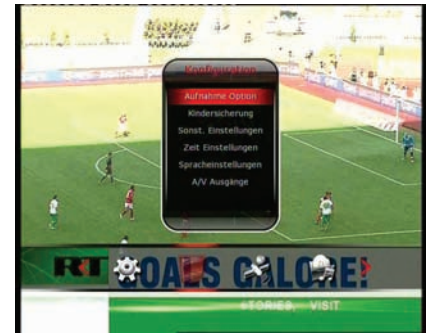 Konfiguration
Aufnahme Option
Kindersicherung
Sonst. Einstellungen
Zeit Einstellungen
Spracheinstellungen
A/V Ausgänge
RT GOALS GALORE!
STORIES, VISIT